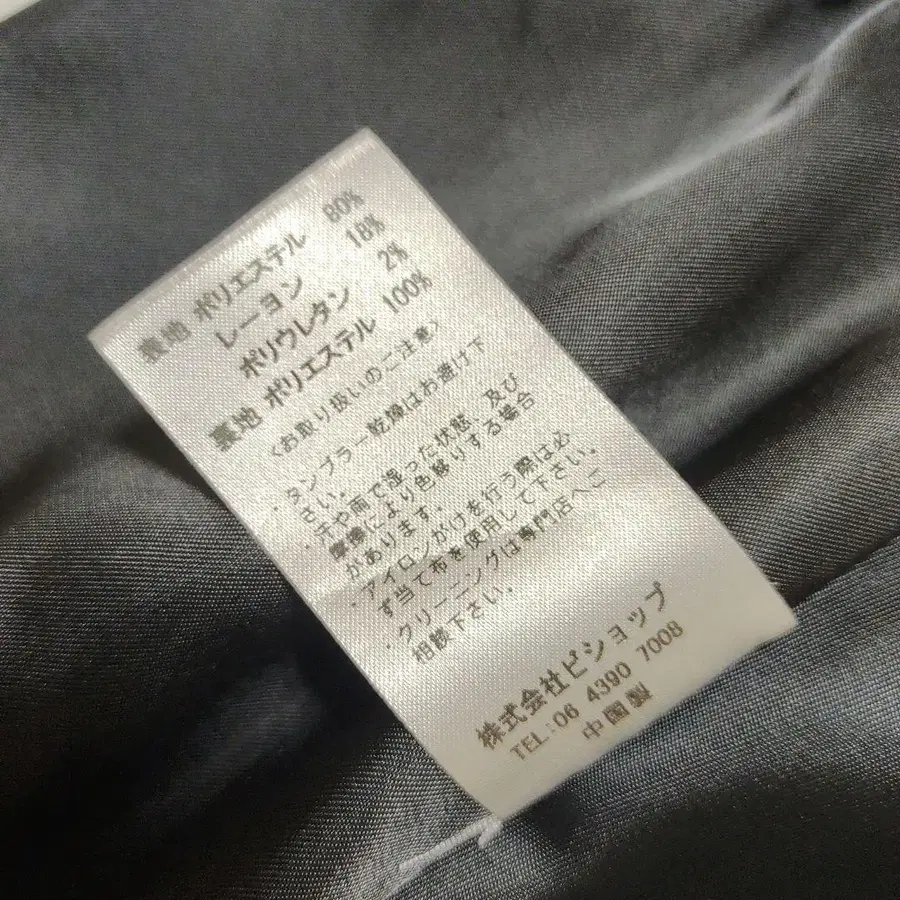 表地 ポリエステル 80%
レーヨン 18%
ポリウレタン 2%
裏地 ポリエステル 100%
〈お取り扱いのご注意〉
・タンブラー乾燥はお避け下
さい。
・汗や雨で湿った状態、及び
摩擦により色移りする場合
があります。
・アイロンがけを行う際は必
ず当て布を使用して下さい。
・クリーニングは専門店へご
相談下さい。
株式会社ビショップ
TEL:06 4390 7008
中国製